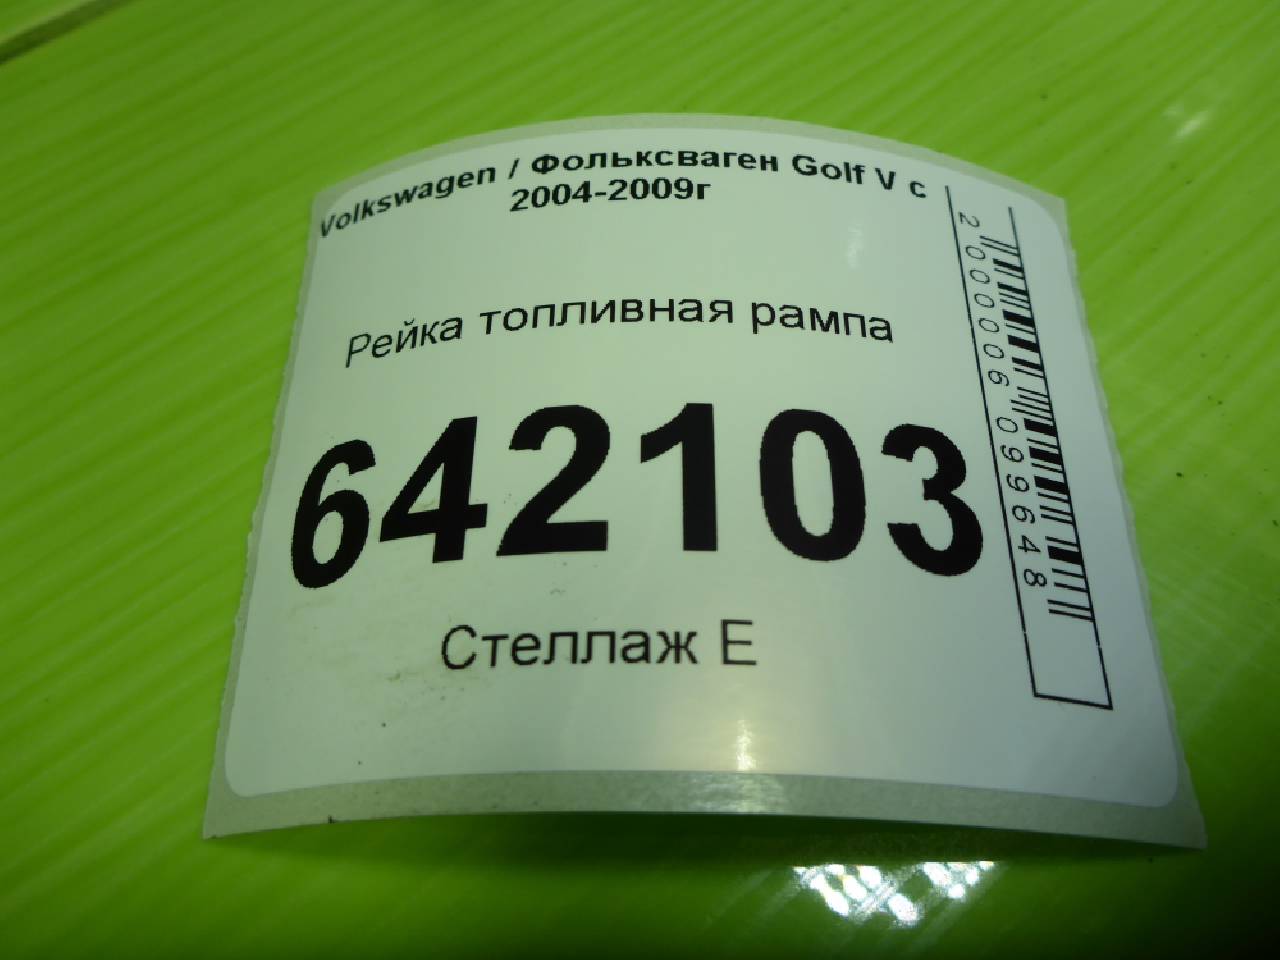 Volkswagen / Фольксваген Golf V с
2004-2009г
Рейка топливная рампа
642103
Стеллаж Е
2000006099648